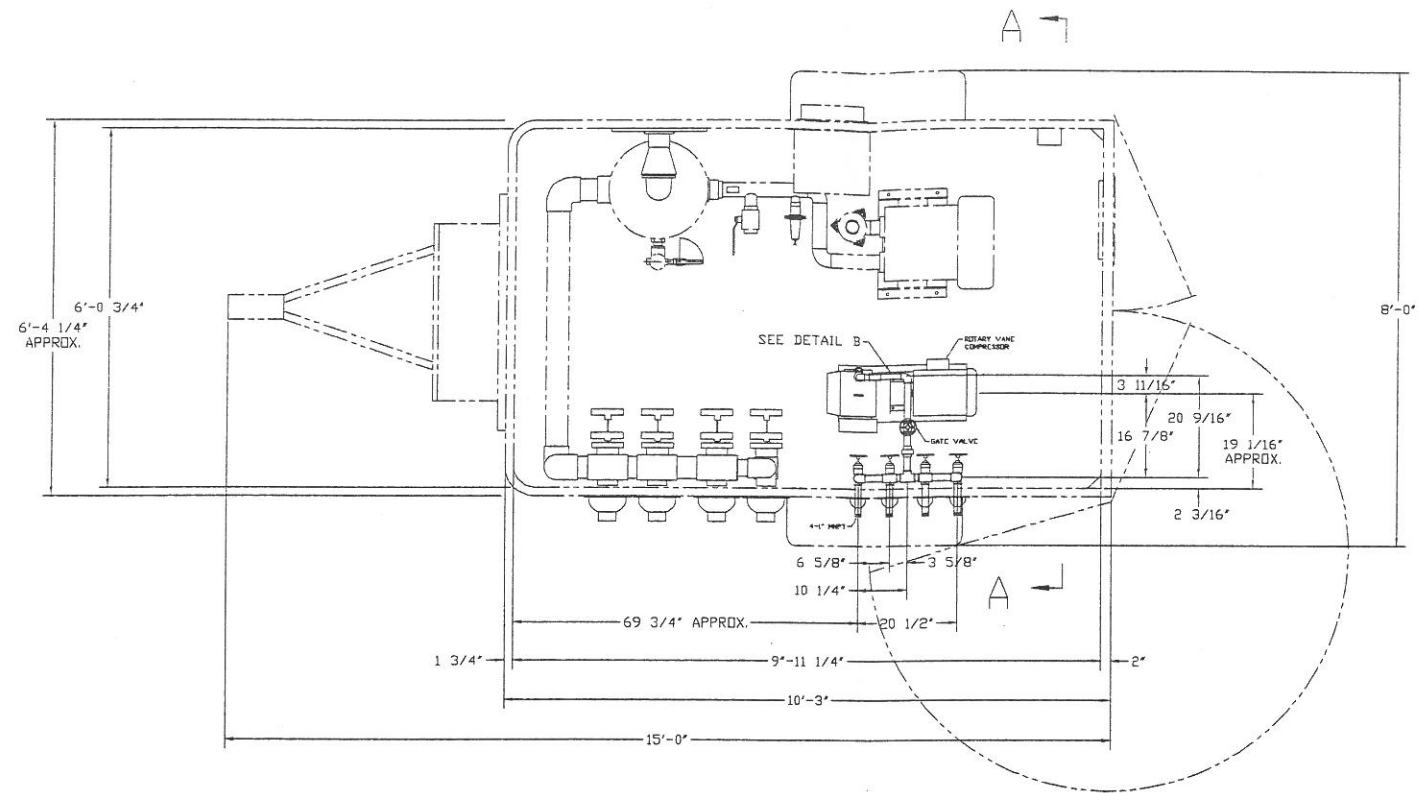 A
6'-0 3/4"
6'-4 1/4"
APPROX.
8'-0"
SEE DETAIL B
ROTARY VANE
COMPRESSOR
3 11/16"
20 9/16"
16 7/8"
19 1/16"
APPROX.
GATE VALVE
2 3/16"
4-1" MNPT
6 5/8"
3 5/8"
10 1/4"
A
69 3/4" APPROX.
20 1/2"
1 3/4"
9"-11 1/4"
2"
10'-3"
15'-0"